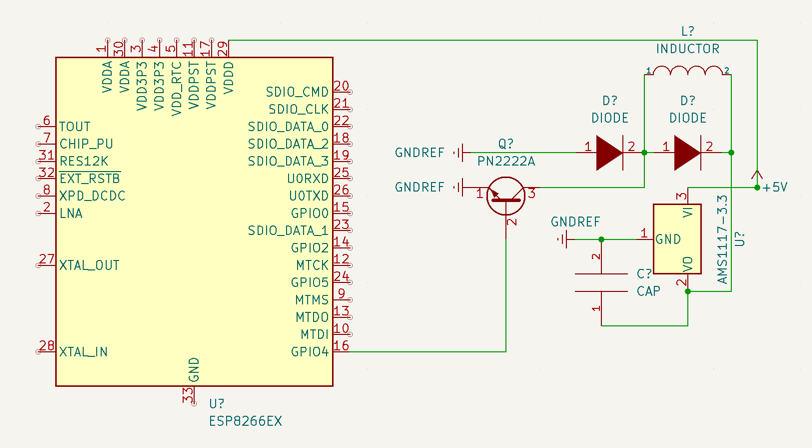 1
30
3
4
5
11
17
29
VDDA
VDDA
VDD3P3
VDD3P3
VDD_RTC
VDDPST
VDDPST
VDDD
6 TOUT
7 CHIP_PU
31 RES12K
32 EXT_RSTB
8 XPD_DCDC
2 LNA
27 XTAL_OUT
28 XTAL_IN
SDIO_CMD 20
SDIO_CLK 21
SDIO_DATA_0 22
SDIO_DATA_2 18
SDIO_DATA_3 19
U0RXD 25
U0TXD 26
GPIO0 15
SDIO_DATA_1 23
GPIO2 14
MTCK 12
GPIO5 24
MTMS 9
MTDO 13
MTDI 10
GPIO4 16
GND
33
U?
ESP8266EX
L?
INDUCTOR
1 2
D?
DIODE
1 2
D?
DIODE
1 2
GNDREF
Q?
PN2222A
GNDREF
1 3
2
+5V
GNDREF
3
VI
1 GND
VO
2
AMS1117-3.3
U?
2
C?
CAP
1